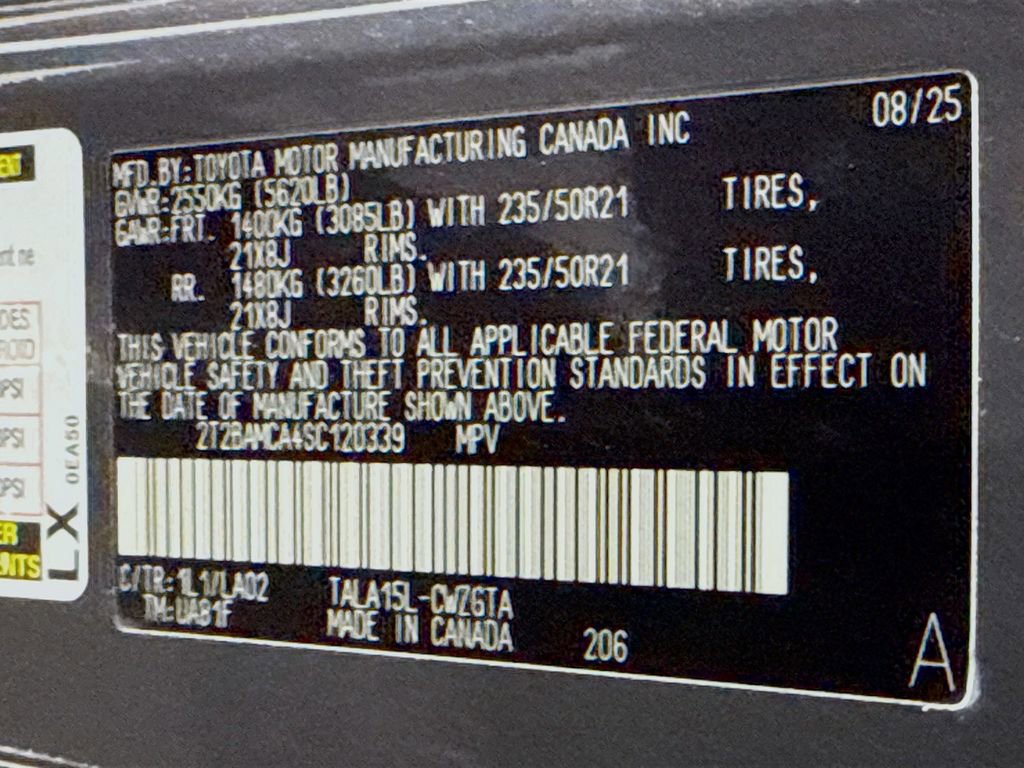 08/25
MFD.BY:TOYOTA MOTOR MANUFACTURING CANADA INC
GVWR:2550KG (5620LB)
GAWR:FRT. 1400KG (3085LB) WITH 235/50R21 TIRES,
21X8J RIMS.
RR. 1480KG (3260LB) WITH 235/50R21 TIRES,
21X8J RIMS.
THIS VEHICLE CONFORMS TO ALL APPLICABLE FEDERAL MOTOR
VEHICLE SAFETY AND THEFT PREVENTION STANDARDS IN EFFECT ON
THE DATE OF MANUFACTURE SHOWN ABOVE.
2T2BAMCA4SC120339 MPV
C/TR:1L1/LA02 TALA15L-CWZGTA
TM:UA81F MADE IN CANADA 206
A
LX 0EA50